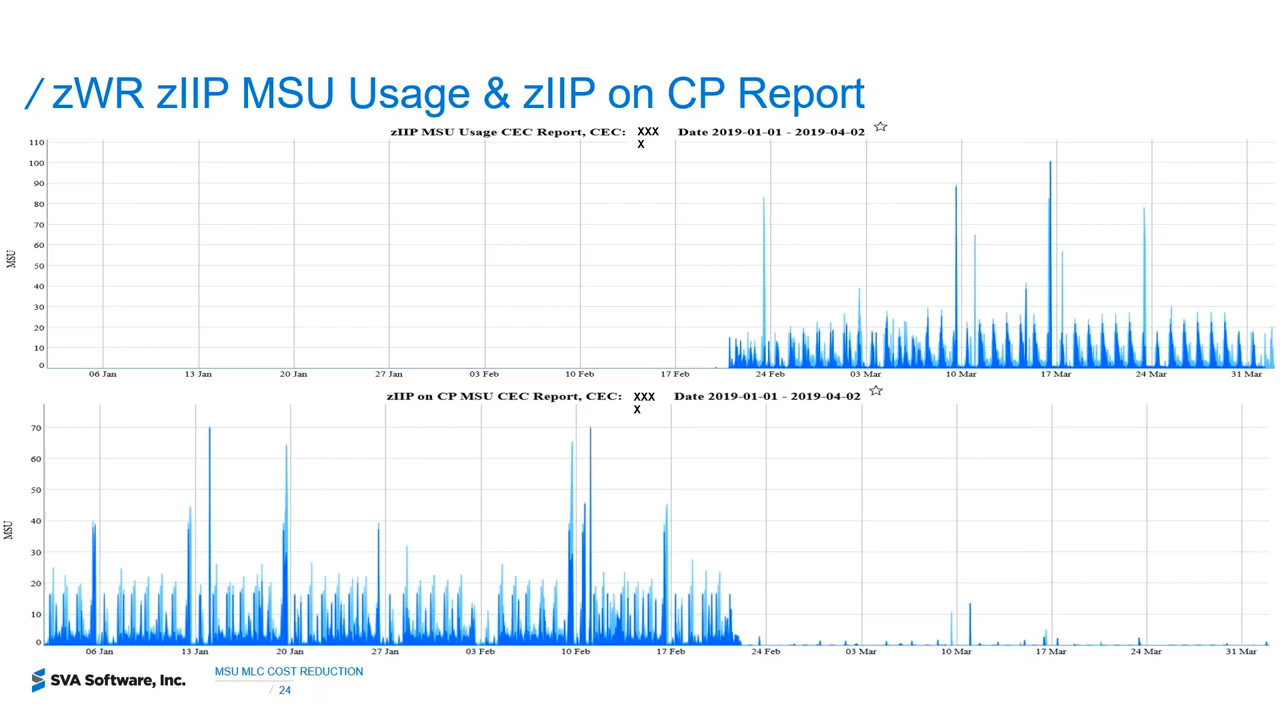 / zWR zIIP MSU Usage & zIIP on CP Report
zIIP MSU Usage CEC Report, CEC: XXX Date 2019-01-01 - 2019-04-02
X
110
100
90
80
70
60
50
40
30
20
10
0
MSU
06 Jan 13 Jan 20 Jan 27 Jan 03 Feb 10 Feb 17 Feb 24 Feb 03 Mar 10 Mar 17 Mar 24 Mar 31 Mar
zIIP on CP MSU CEC Report, CEC: XXX Date 2019-01-01 - 2019-04-02
X
70
60
50
40
30
20
10
0
MSU
06 Jan 13 Jan 20 Jan 27 Jan 03 Feb 10 Feb 17 Feb 24 Feb 03 Mar 10 Mar 17 Mar 24 Mar 31 Mar
SVA Software, Inc.
MSU MLC COST REDUCTION
/ 24